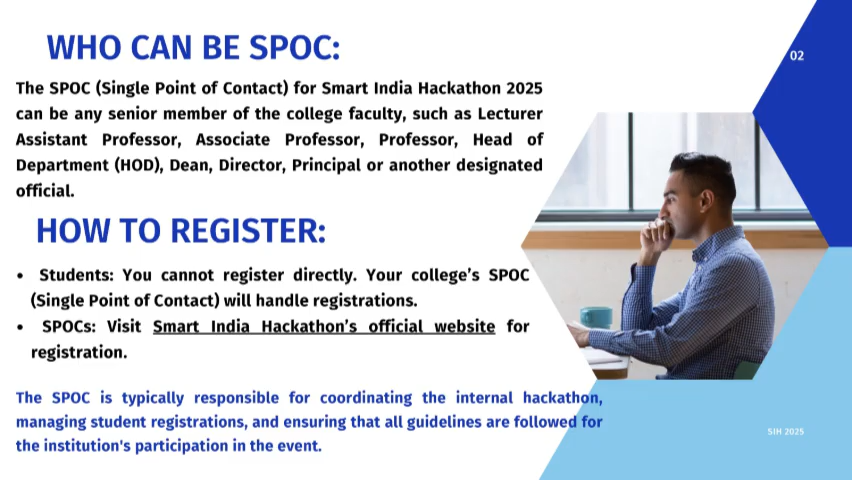 WHO CAN BE SPOC:
02
The SPOC (Single Point of Contact) for Smart India Hackathon 2025
can be any senior member of the college faculty, such as Lecturer
Assistant Professor, Associate Professor, Professor, Head of
Department (HOD), Dean, Director, Principal or another designated
official.
HOW TO REGISTER:
• Students: You cannot register directly. Your college’s SPOC
(Single Point of Contact) will handle registrations.
• SPOCs: Visit Smart India Hackathon’s official website for
registration.
The SPOC is typically responsible for coordinating the internal hackathon,
managing student registrations, and ensuring that all guidelines are followed for
the institution's participation in the event.
SIH 2025